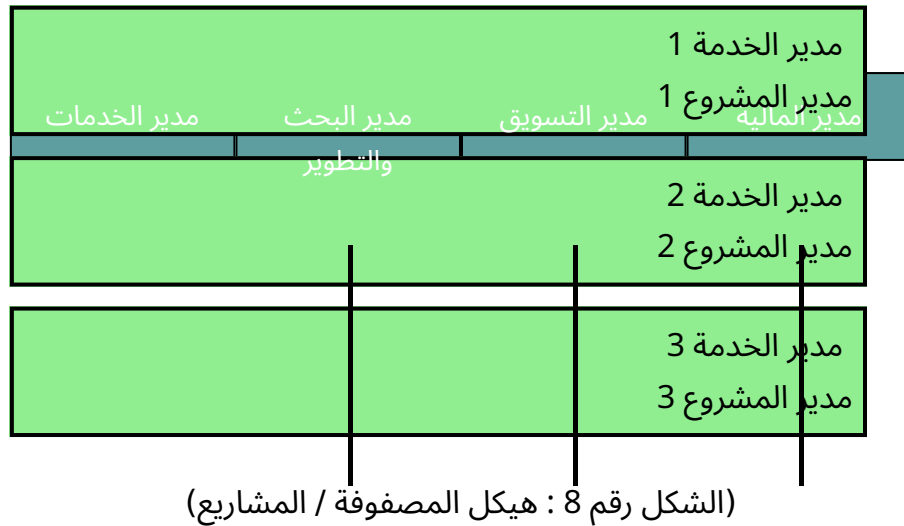 مدير الخدمة 1
مدير المشروع 1
مدير المالية
مدير التسويق
مدير البحث
والتطوير
مدير الخدمات
مدير الخدمة 2
مدير المشروع 2
مدير الخدمة 3
مدير المشروع 3
(الشكل رقم 8 : هيكل المصفوفة / المشاريع)